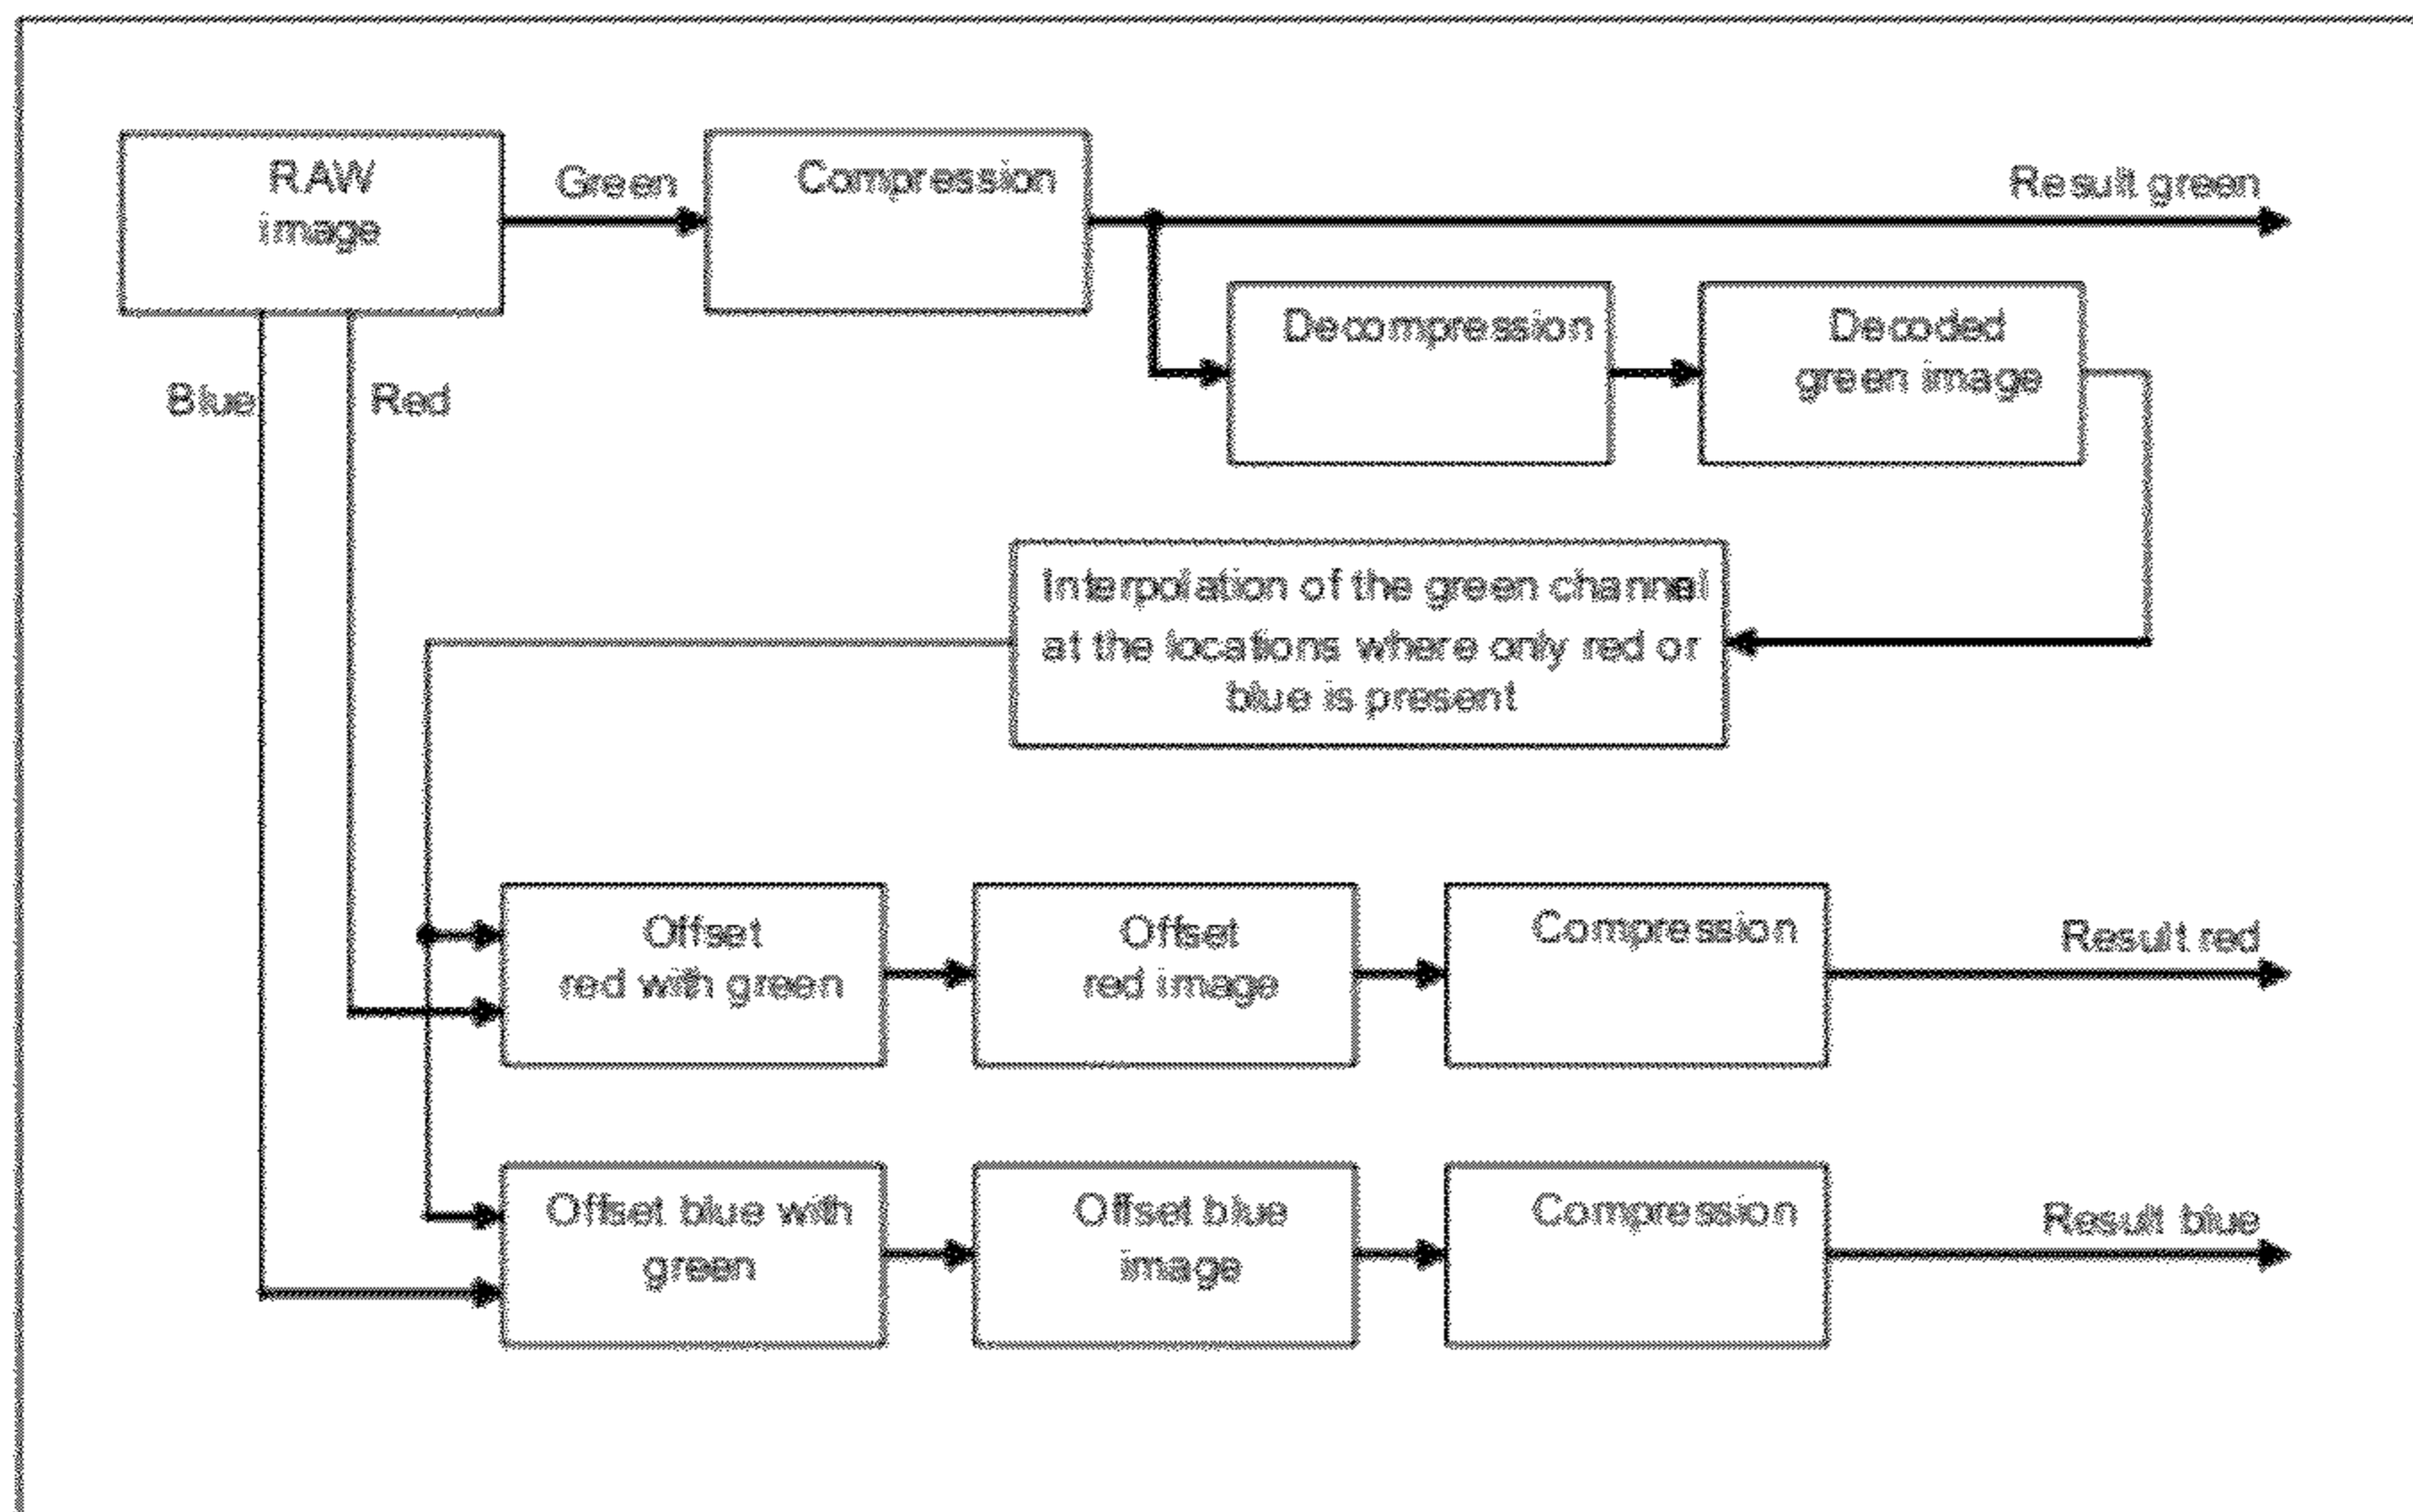 RAW
image
Green
Compression
Result green
Decompression
Decoded
green image
Blue
Red
Interpolation of the green channel
at the locations where only red or
blue is present
Offset
red with green
Offset
red image
Compression
Result red
Offset blue with
green
Offset blue
image
Compression
Result blue